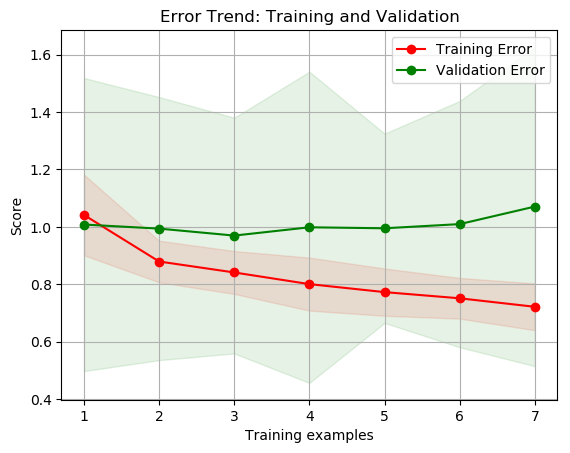 Error Trend: Training and Validation
Training Error
Validation Error
Score
1.6
1.4
1.2
1.0
0.8
0.6
0.4
1 2 3 4 5 6 7
Training examples